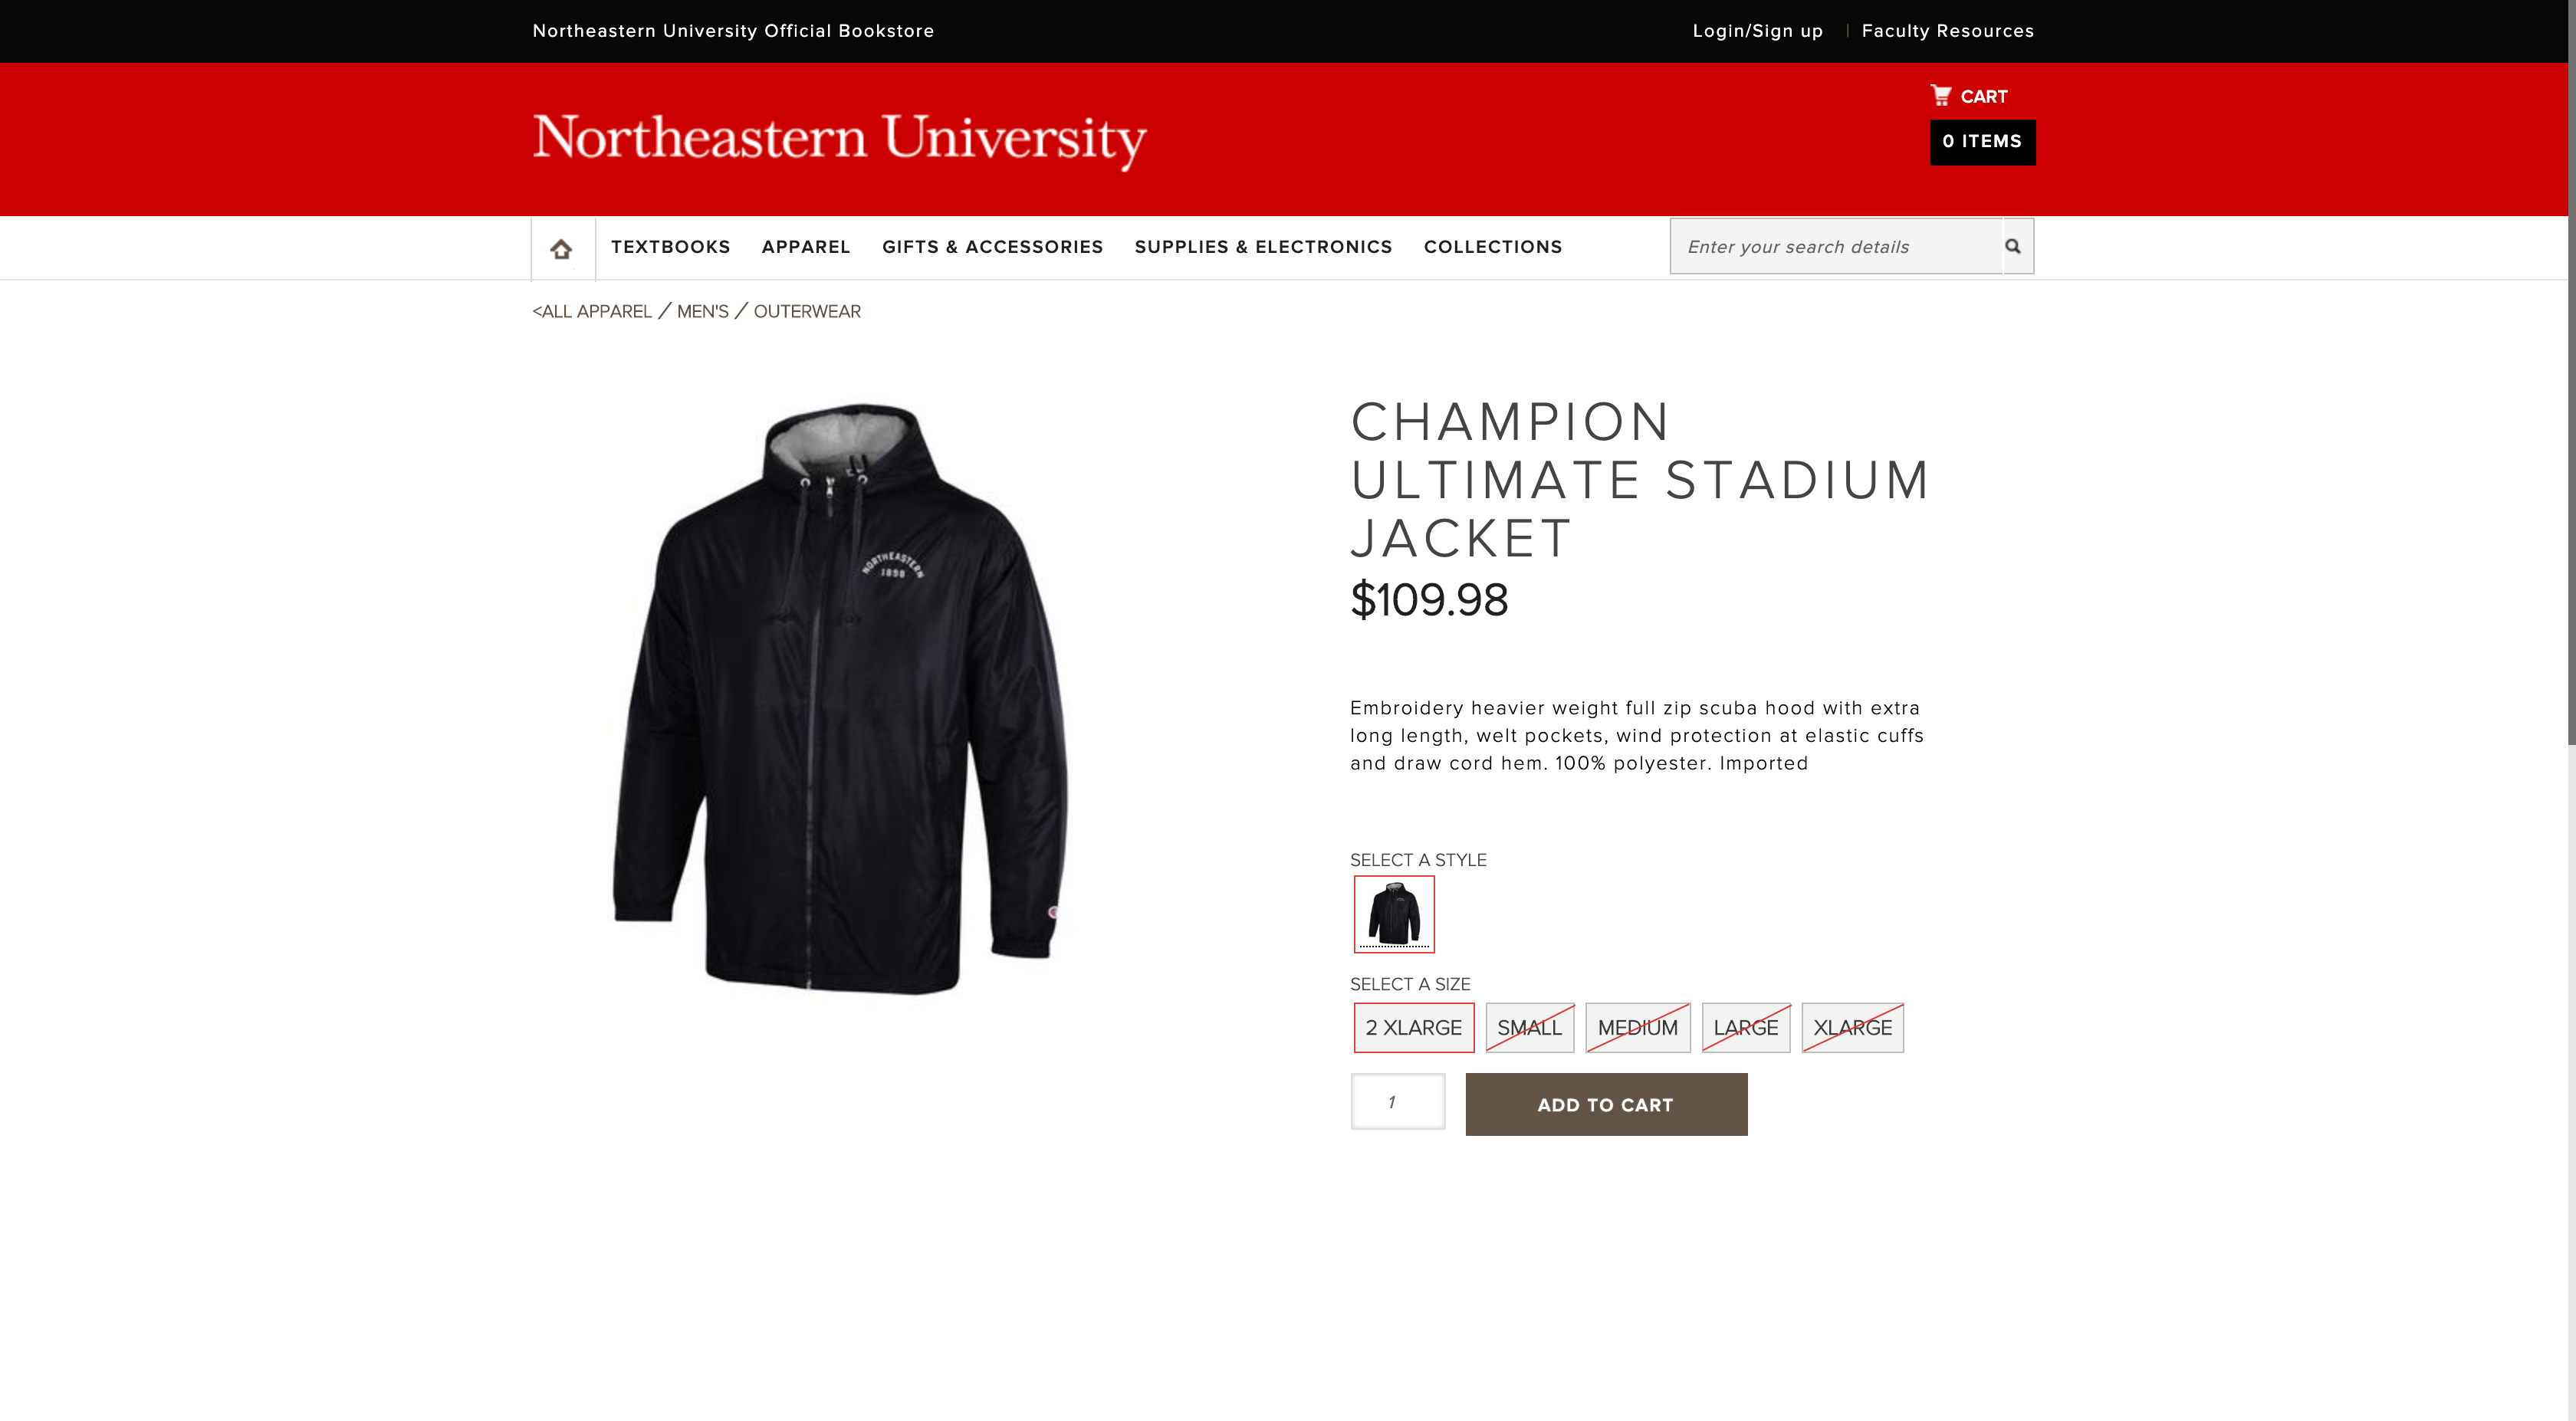 Northeastern University Official Bookstore
Login/Sign up | Faculty Resources
Northeastern University
CART
0 ITEMS
TEXTBOOKS APPAREL GIFTS & ACCESSORIES SUPPLIES & ELECTRONICS COLLECTIONS
Enter your search details
<ALL APPAREL / MEN'S / OUTERWEAR
NORTHEASTERN
1898
CHAMPION
ULTIMATE STADIUM
JACKET
$109.98
Embroidery heavier weight full zip scuba hood with extra
long length, welt pockets, wind protection at elastic cuffs
and draw cord hem. 100% polyester. Imported
SELECT A STYLE
SELECT A SIZE
2 XLARGE SMALL MEDIUM LARGE XLARGE
1
ADD TO CART